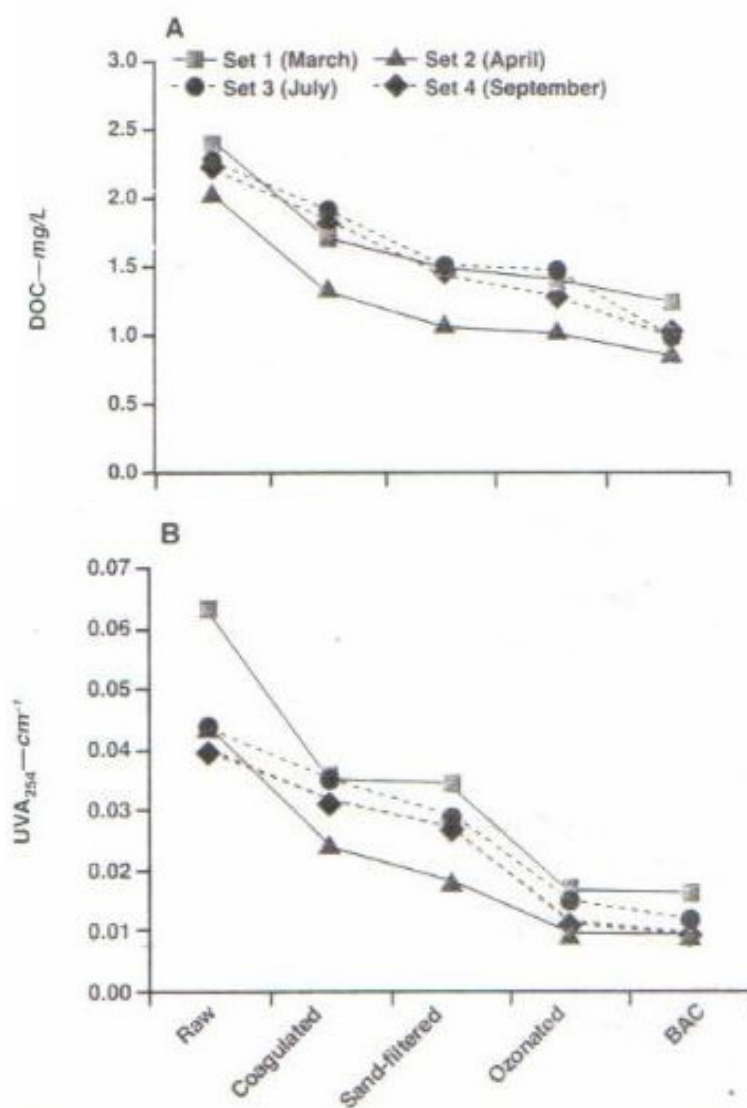 A
Set 1 (March) Set 2 (April)
Set 3 (July) Set 4 (September)
3.0
2.5
2.0
1.5
1.0
0.5
0.0
DOC—mg/L
B
0.07
0.06
0.05
0.04
0.03
0.02
0.01
0.00
UVA254—cm-1
Raw
Coagulated
Sand-filtered
Ozonated
BAC